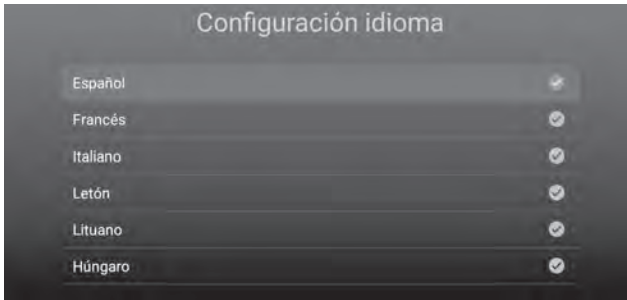 Configuración idioma
Español
Francés
Italiano
Letón
Lituano
Húngaro